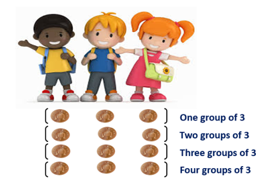 One group of 3
Two groups of 3
Three groups of 3
Four groups of 3